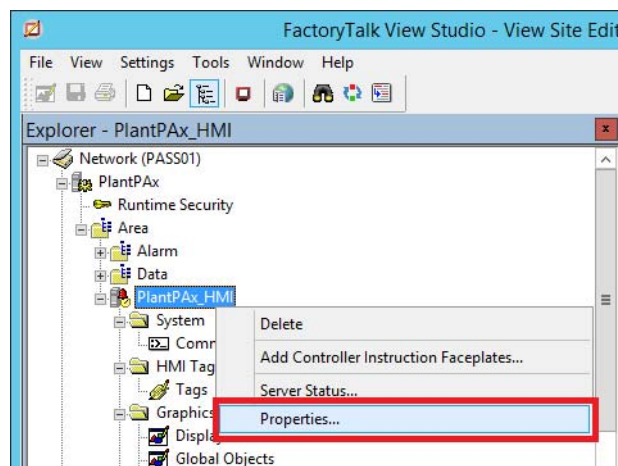 FactoryTalk View Studio - View Site Edit
File View Settings Tools Window Help
Explorer - PlantPAx_HMI
x
Network (PASS01)
PlantPAx
Runtime Security
Area
Alarm
Data
PlantPAx_HMI
System
Delete
Comm
Add Controller Instruction Faceplates...
HMI Tag
Tags
Server Status...
Graphics
Properties...
Displa
Global Objects